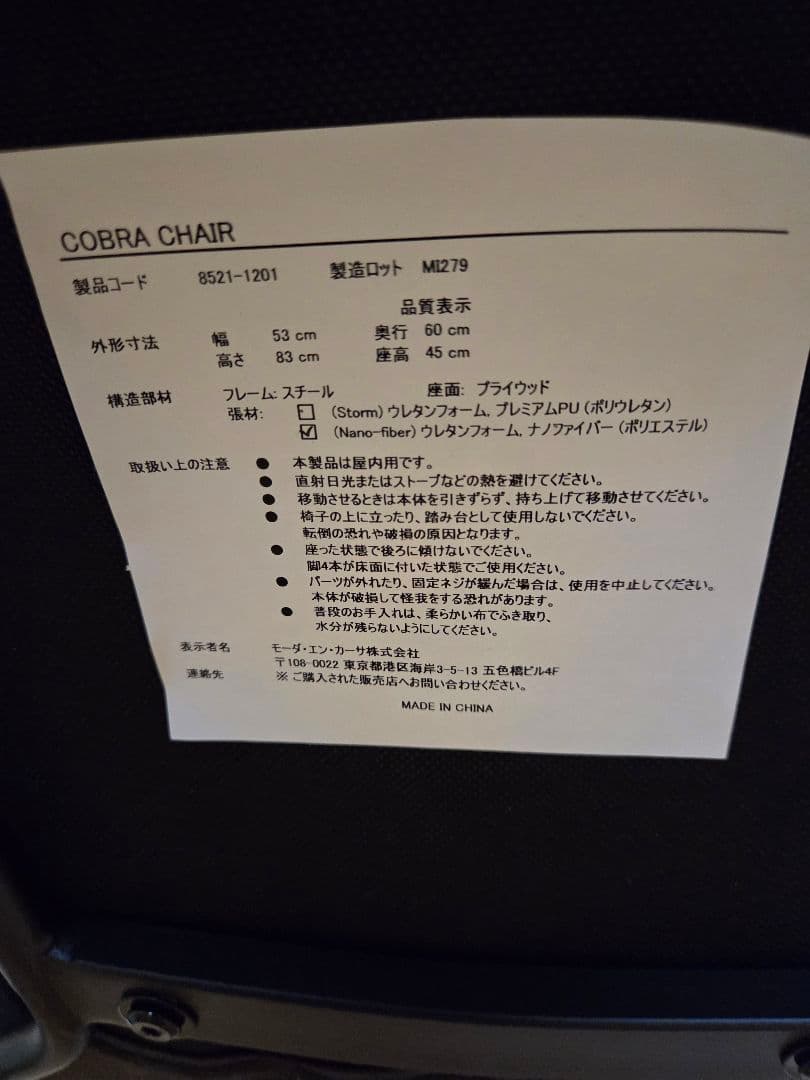 COBRA CHAIR
製品コード 8521-1201 製造ロット MI279
品質表示
外形寸法 幅 53 cm 奥行 60 cm
高さ 83 cm 座高 45 cm
構造部材 フレーム: スチール 座面: プライウッド
張材: ☐ (Storm) ウレタンフォーム, プレミアムPU (ポリウレタン)
☑ (Nano-fiber) ウレタンフォーム, ナノファイバー (ポリエステル)
取扱い上の注意 ● 本製品は屋内用です。
● 直射日光またはストーブなどの熱を避けてください。
● 移動させるときは本体を引きずらず、持ち上げて移動させてください。
● 椅子の上に立ったり、踏み台として使用しないでください。
転倒の恐れや破損の原因となります。
● 座った状態で後ろに傾けないでください。
脚4本が床面に付いた状態でご使用ください。
● パーツが外れたり、固定ネジが緩んだ場合は、使用を中止してください。
本体が破損して怪我をする恐れがあります。
● 普段のお手入れは、柔らかい布でふき取り、
水分が残らないようにしてください。
表示者名 モーダ・エン・カーサ株式会社
〒108-0022 東京都港区海岸3-5-13 五色橋ビル4F
連絡先 ※ ご購入された販売店へお問い合わせください。
MADE IN CHINA